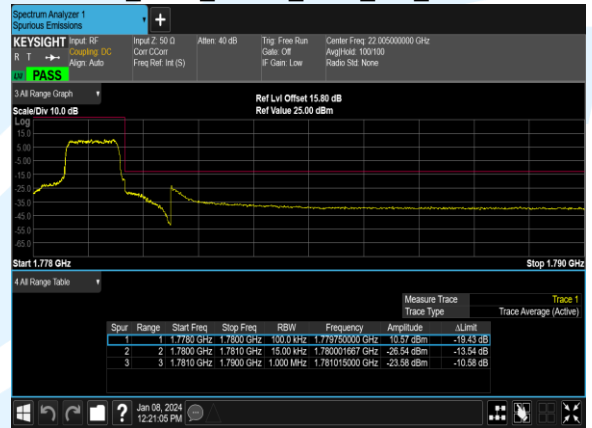 Spectrum Analyzer 1
Spurious Emissions
+
KEYSIGHT Input: RF Input Z: 50 Ω Atten: 40 dB Trig: Free Run Center Freq: 22.005000000 GHz
R T Coupling: DC Corr CCorr Gate: Off Avg|Hold: 100/100
Align: Auto Freq Ref: Int (S) IF Gain: Low Radio Std: None
PASS
3 All Range Graph
Ref Lvl Offset 15.80 dB
Scale/Div 10.0 dB Ref Value 25.00 dBm
Log
15.0
5.00
-5.00
-15.0
-25.0
-35.0
-45.0
-55.0
-65.0
Start 1.778 GHz Stop 1.790 GHz
4 All Range Table
Measure Trace Trace 1
Trace Type Trace Average (Active)
Spur Range Start Freq Stop Freq RBW Frequency Amplitude ΔLimit
1 1 1.7780 GHz 1.7800 GHz 100.0 kHz 1.779750000 GHz 10.57 dBm -19.43 dB
2 2 1.7800 GHz 1.7810 GHz 15.00 kHz 1.780001667 GHz -26.54 dBm -13.54 dB
3 3 1.7810 GHz 1.7900 GHz 1.000 MHz 1.781015000 GHz -23.58 dBm -10.58 dB
? Jan 08, 2024
12:21:05 PM